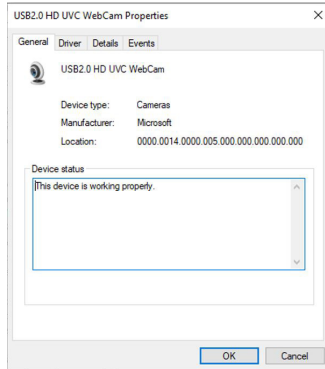 USB2.0 HD UVC WebCam Properties
General Driver Details Events
USB2.0 HD UVC WebCam
Device type: Cameras
Manufacturer: Microsoft
Location: 0000.0014.0000.005.000.000.000.000.000
Device status
This device is working properly.
OK Cancel